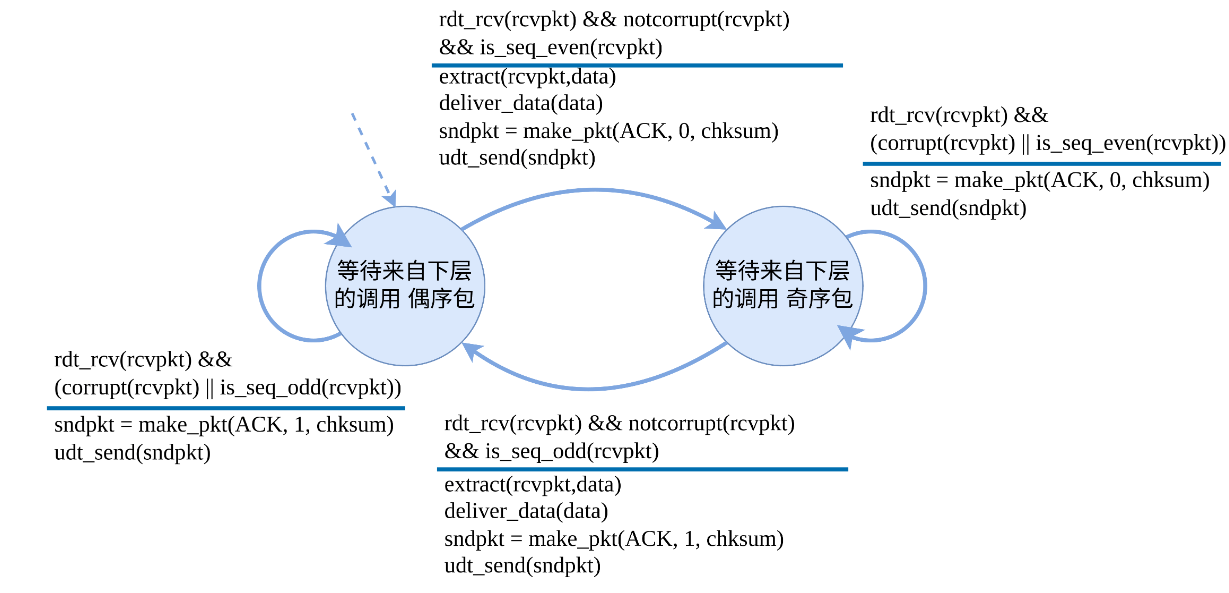 rdt_rcv(rcvpkt) && notcorrupt(rcvpkt)
&& is_seq_even(rcvpkt)
extract(rcvpkt,data)
deliver_data(data)
sndpkt = make_pkt(ACK, 0, chksum)
udt_send(sndpkt)
rdt_rcv(rcvpkt) &&
(corrupt(rcvpkt) || is_seq_even(rcvpkt))
sndpkt = make_pkt(ACK, 0, chksum)
udt_send(sndpkt)
等待来自下层
的调用 偶序包
等待来自下层
的调用 奇序包
rdt_rcv(rcvpkt) &&
(corrupt(rcvpkt) || is_seq_odd(rcvpkt))
sndpkt = make_pkt(ACK, 1, chksum)
udt_send(sndpkt)
rdt_rcv(rcvpkt) && notcorrupt(rcvpkt)
&& is_seq_odd(rcvpkt)
extract(rcvpkt,data)
deliver_data(data)
sndpkt = make_pkt(ACK, 1, chksum)
udt_send(sndpkt)